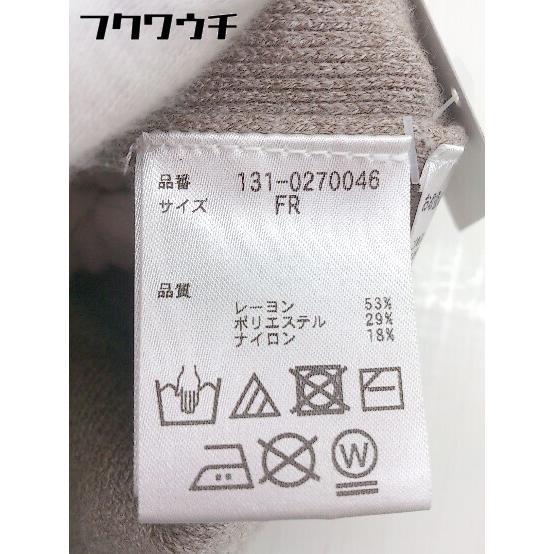 フクワウチ
品番 131-0270046
サイズ FR
品質
レーヨン 53%
ポリエステル 29%
ナイロン 18%
W